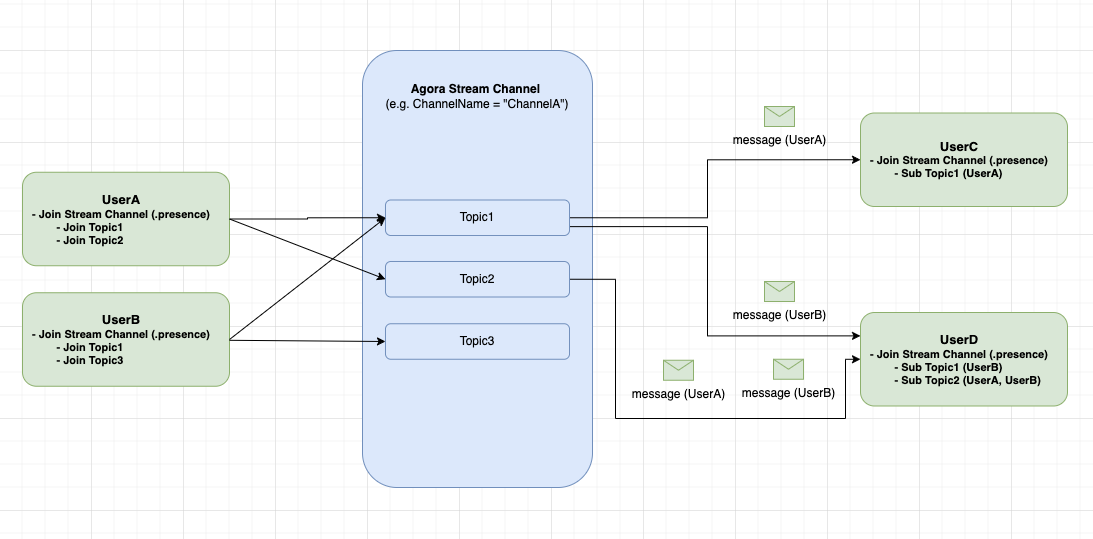 Agora Stream Channel
(e.g. ChannelName = "ChannelA")
UserA
- Join Stream Channel (.presence)
- Join Topic1
- Join Topic2
UserB
- Join Stream Channel (.presence)
- Join Topic1
- Join Topic3
Topic1
Topic2
Topic3
message (UserA)
message (UserB)
message (UserA)
message (UserB)
UserC
- Join Stream Channel (.presence)
- Sub Topic1 (UserA)
UserD
- Join Stream Channel (.presence)
- Sub Topic1 (UserB)
- Sub Topic2 (UserA, UserB)